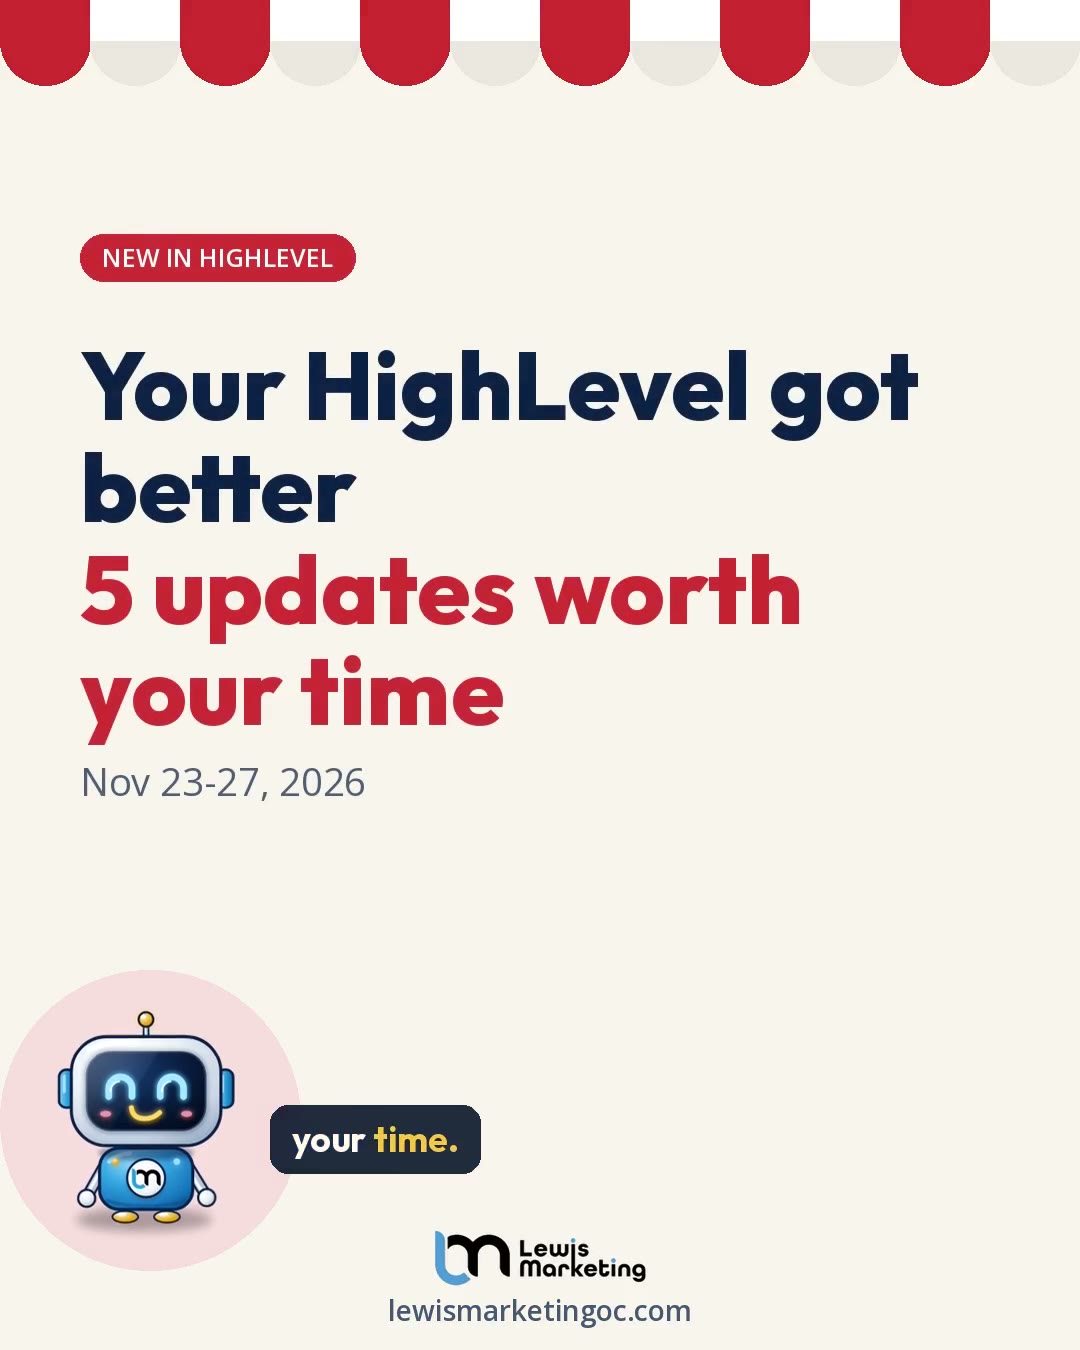 NEW IN HIGHLEVEL
Your HighLevel got
better
5 updates worth
your time
Nov 23-27, 2026
your time.
bm
Lewis
Marketing
lewismarketingoc.com